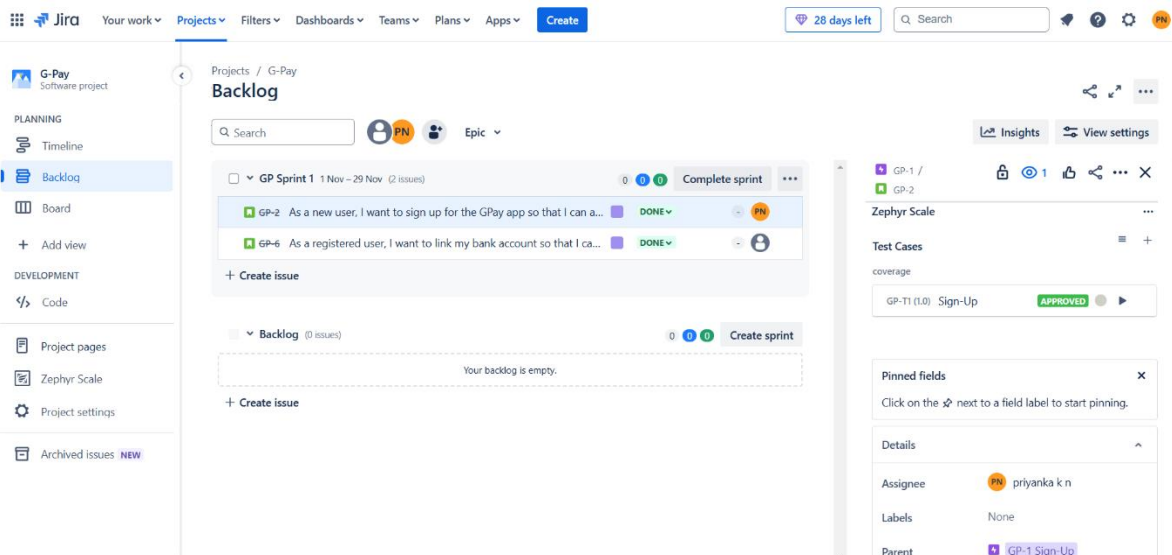 Jira Your work Projects Filters Dashboards Teams Plans Apps Create 28 days left Search PN
G-Pay
Software project
PLANNING
Timeline
Backlog
Board
Add view
DEVELOPMENT
Code
Project pages
Zephyr Scale
Project settings
Archived issues NEW
Projects / G-Pay
Backlog
Search PN Epic Insights View settings
GP Sprint 1 1 Nov – 29 Nov (2 issues) 0 0 0 Complete sprint
GP-2 As a new user, I want to sign up for the GPay app so that I can a... DONE - PN
GP-6 As a registered user, I want to link my bank account so that I ca... DONE -
Create issue
Backlog (0 issues) 0 0 0 Create sprint
Your backlog is empty.
Create issue
GP-1 / 1
GP-2
Zephyr Scale
Test Cases
coverage
GP-T1 (1.0) Sign-Up APPROVED
Pinned fields
Click on the next to a field label to start pinning.
Details
Assignee PN priyanka k n
Labels None
Parent GP-1 Sign-Up